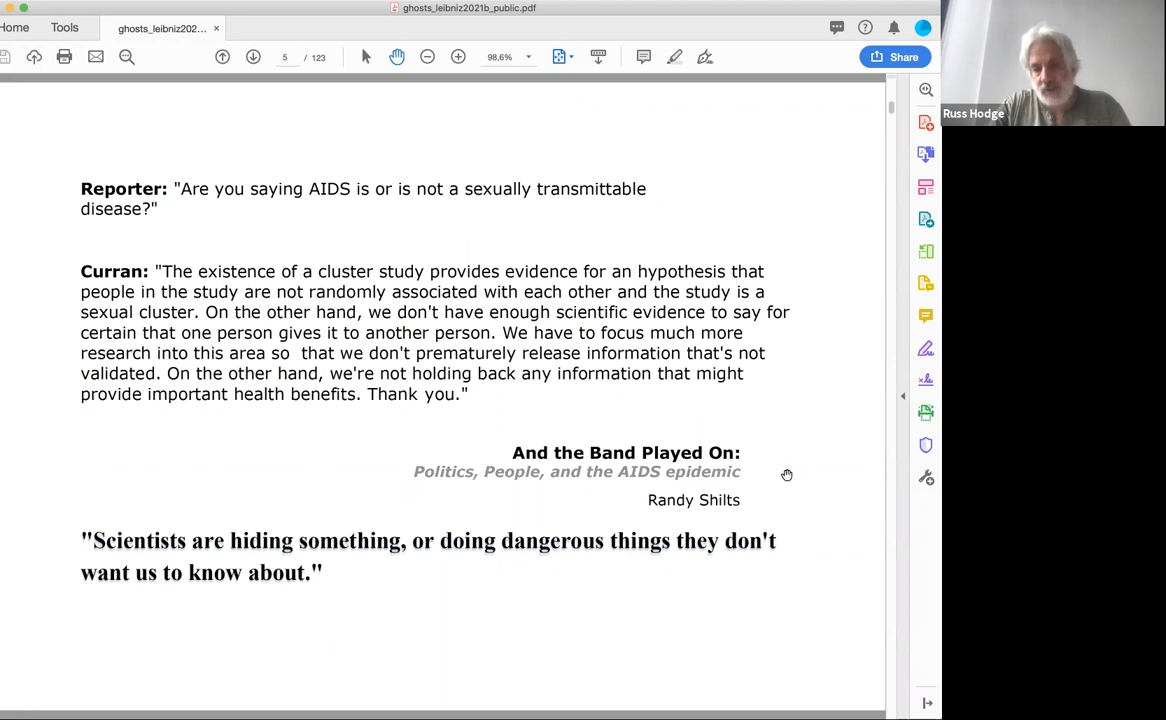 ghosts_leibniz2021b_public.pdf
Home
Tools
ghosts_leibniz202...
×
5 / 123
98,6%
Share
Russ Hodge
Reporter: "Are you saying AIDS is or is not a sexually transmittable
disease?"
Curran: "The existence of a cluster study provides evidence for an hypothesis that
people in the study are not randomly associated with each other and the study is a
sexual cluster. On the other hand, we don't have enough scientific evidence to say for
certain that one person gives it to another person. We have to focus much more
research into this area so  that we don't prematurely release information that's not
validated. On the other hand, we're not holding back any information that might
provide important health benefits. Thank you."
And the Band Played On:
Politics, People, and the AIDS epidemic
Randy Shilts
"Scientists are hiding something, or doing dangerous things they don't
want us to know about."